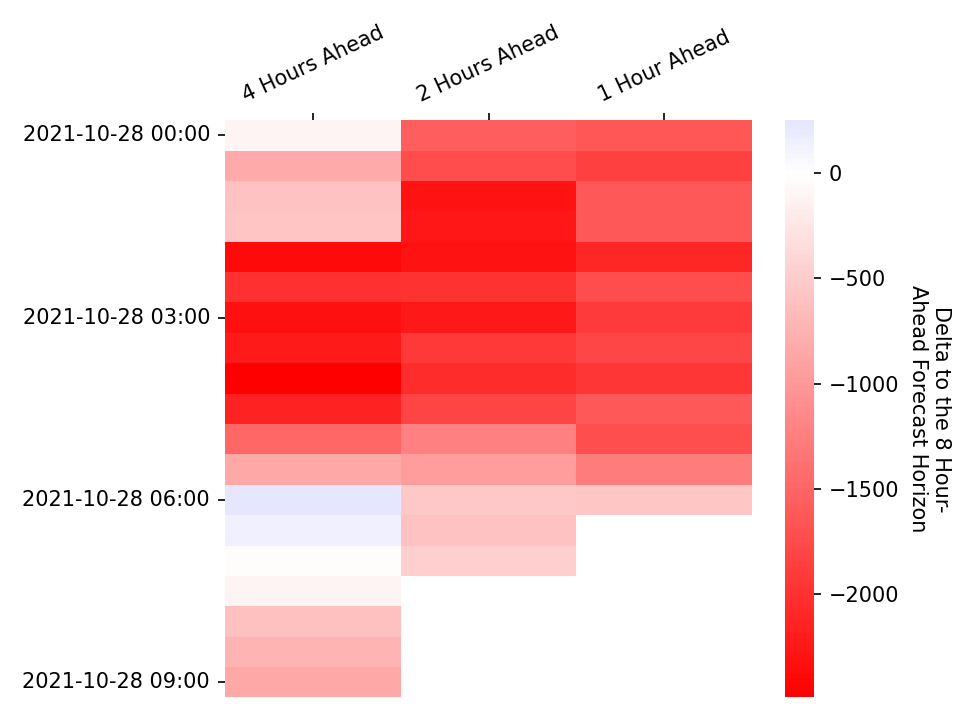 4 Hours Ahead
2 Hours Ahead
1 Hour Ahead
2021-10-28 00:00
2021-10-28 03:00
2021-10-28 06:00
2021-10-28 09:00
0
−500
−1000
−1500
−2000
Delta to the 8 Hour-
Ahead Forecast Horizon